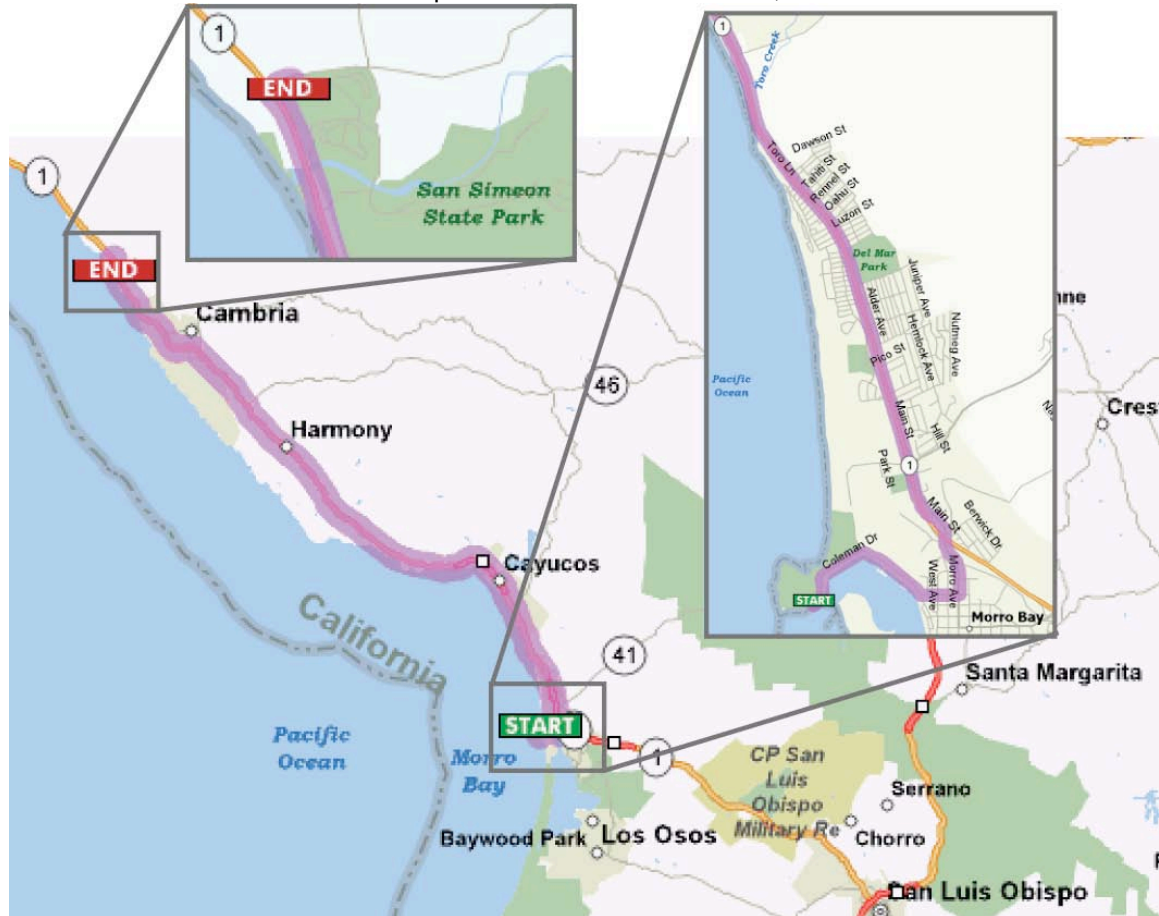 1
END
San Simeon
State Park
1
Toro Creek
Toro Ln
Dawson St
Tahiti St
Rennel St
Oahu St
Luzon St
Del Mar
Park
Juniper Ave
Alder Ave
Hemlock Ave
Nutmeg Ave
Pico St
Pacific
Ocean
Main St
Hill St
Park St
1
Main St
Berwick Dr
Coleman Dr
West Ave
Morro Ave
START
Morro Bay
1
END
Cambria
46
Harmony
Cayucos
California
41
START
1
Pacific
Ocean
Morro
Bay
Santa Margarita
CP San
Luis
Obispo
Military Re
Serrano
Chorro
Baywood Park
Los Osos
San Luis Obispo